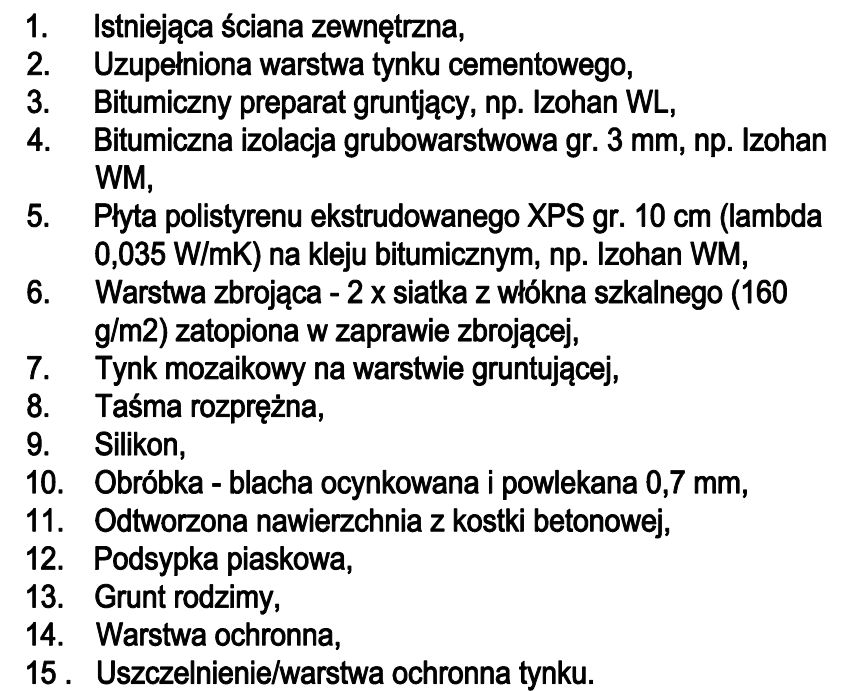 1. Istniejąca ściana zewnętrzna,
2. Uzupełniona warstwa tynku cementowego,
3. Bitumiczny preparat gruntjący, np. Izohan WL,
4. Bitumiczna izolacja grubowarstwowa gr. 3 mm, np. Izohan
WM,
5. Płyta polistyrenu ekstrudowanego XPS gr. 10 cm (lambda
0,035 W/mK) na kleju bitumicznym, np. Izohan WM,
6. Warstwa zbrojąca - 2 x siatka z włókna szkalnego (160
g/m2) zatopiona w zaprawie zbrojącej,
7. Tynk mozaikowy na warstwie gruntującej,
8. Taśma rozprężna,
9. Silikon,
10. Obróbka - blacha ocynkowana i powlekana 0,7 mm,
11. Odtworzona nawierzchnia z kostki betonowej,
12. Podsypka piaskowa,
13. Grunt rodzimy,
14. Warstwa ochronna,
15 . Uszczelnienie/warstwa ochronna tynku.